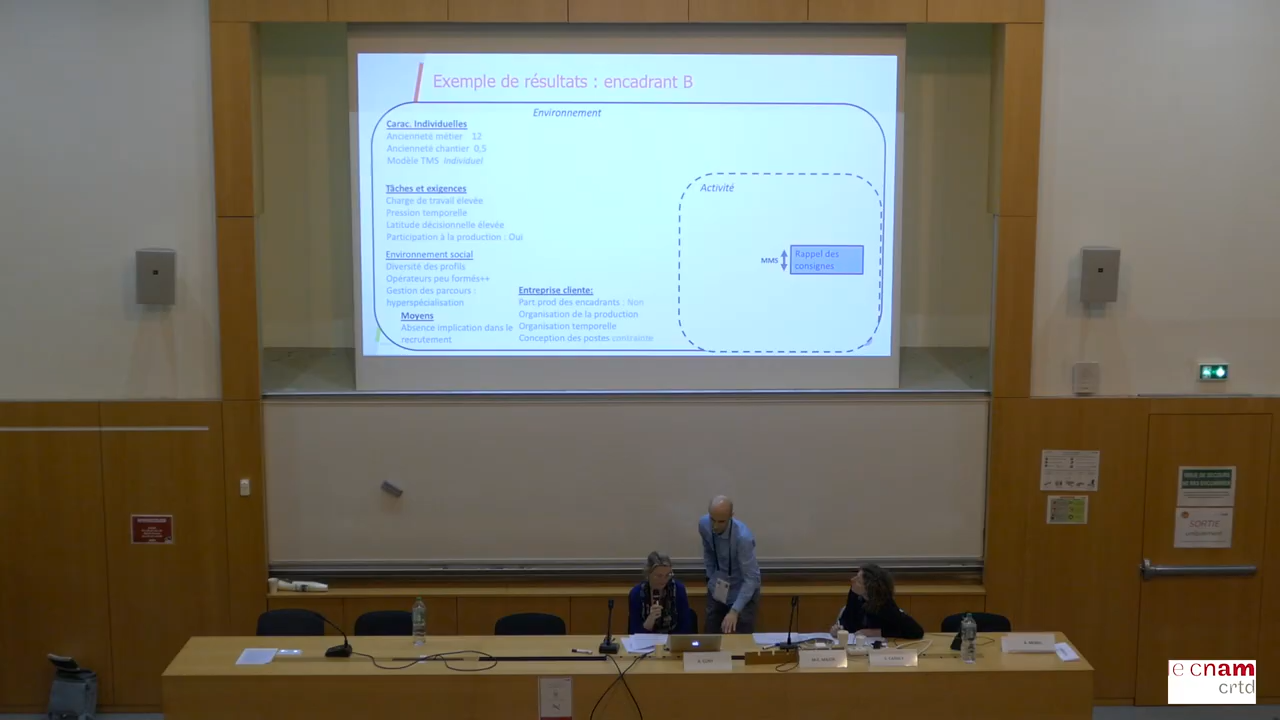 Exemple de résultats : encadrant B
Environnement
Carac. Individuelles
Ancienneté métier 12
Ancienneté chantier 0,5
Modèle TMS Individuel
Tâches et exigences
Charge de travail élevée
Pression temporelle
Latitude décisionnelle élevée
Participation à la production : Oui
Environnement social
Diversité des profils
Opérateurs peu formés++
Gestion des parcours :
hyperspécialisation
Moyens
Absence implication dans le
recrutement
Entreprise cliente:
Part prod des encadrants : Non
Organisation de la production
Organisation temporelle
Conception des postes contrainte
Activité
MMS
Rappel des
consignes
SORTIE
e cnam
crtd